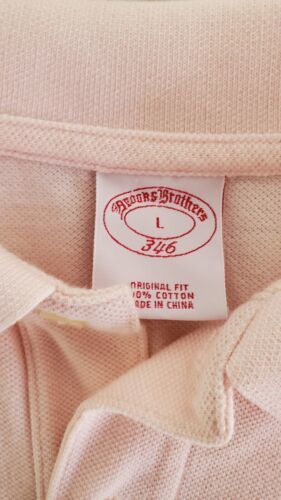 Brooks Brothers
L
346
ORIGINAL FIT
100% COTTON
MADE IN CHINA